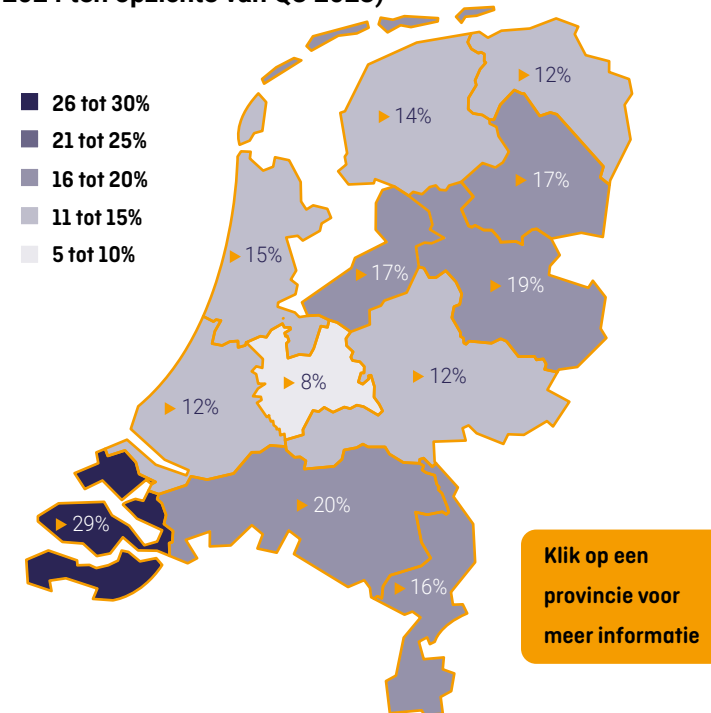 26 tot 30%
21 tot 25%
16 tot 20%
11 tot 15%
5 tot 10%
12%
14%
17%
15%
17%
19%
8%
12%
12%
20%
29%
16%
Klik op een
provincie voor
meer informatie